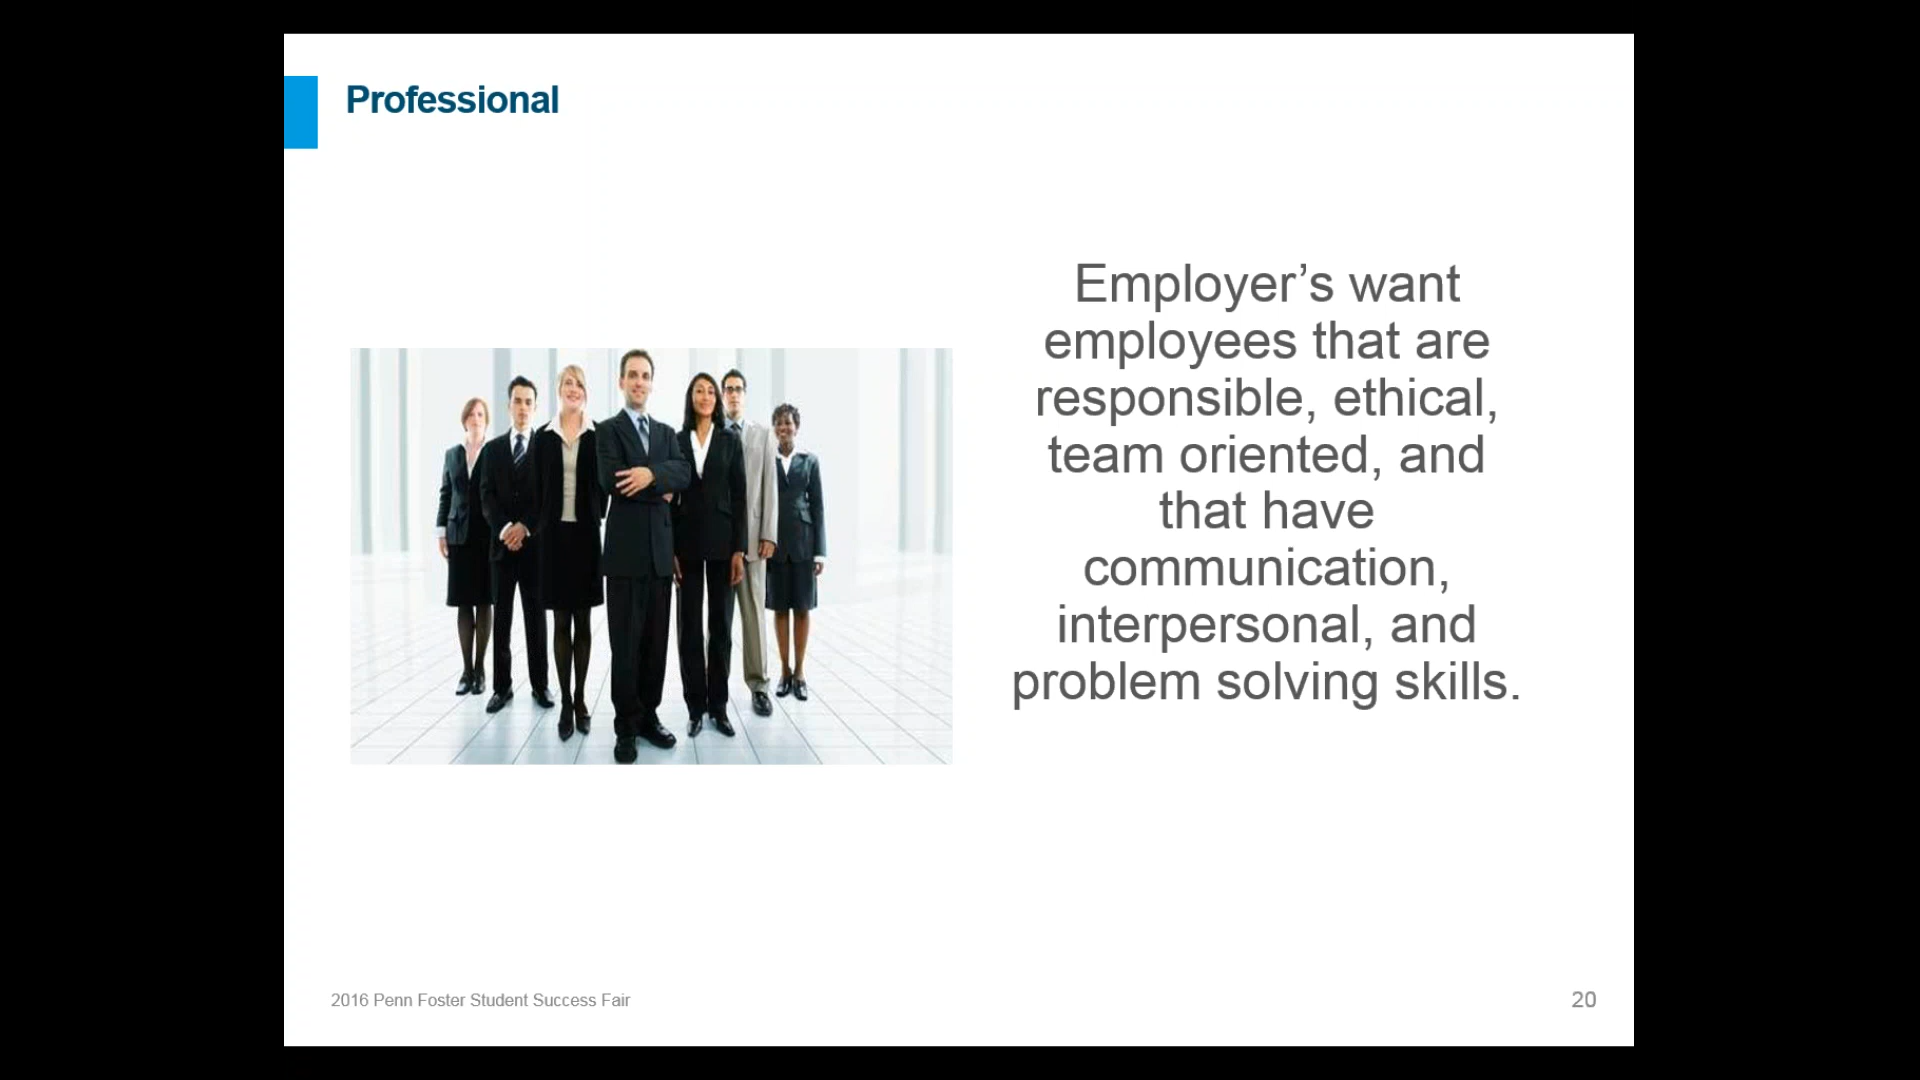 Professional
Employer’s want
employees that are
responsible, ethical,
team oriented, and
that have
communication,
interpersonal, and
problem solving skills.
2016 Penn Foster Student Success Fair
20